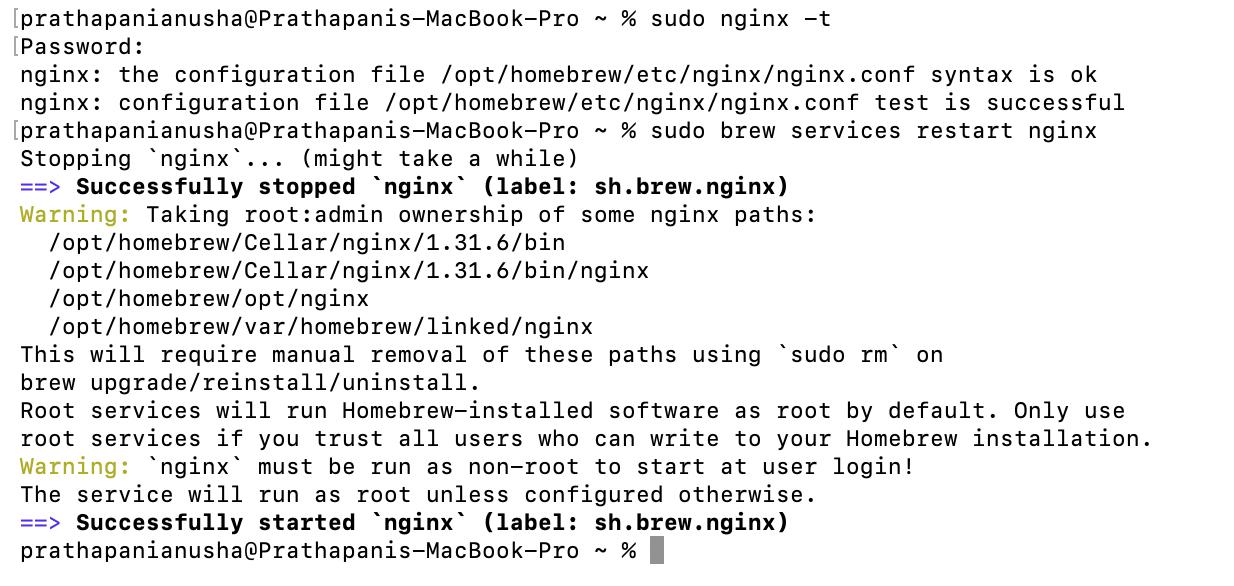 [prathapanianusha@Prathapanis-MacBook-Pro ~ % sudo nginx -t
[Password:
nginx: the configuration file /opt/homebrew/etc/nginx/nginx.conf syntax is ok
nginx: configuration file /opt/homebrew/etc/nginx/nginx.conf test is successful
[prathapanianusha@Prathapanis-MacBook-Pro ~ % sudo brew services restart nginx
Stopping `nginx`... (might take a while)
==> Successfully stopped `nginx` (label: sh.brew.nginx)
Warning: Taking root:admin ownership of some nginx paths:
  /opt/homebrew/Cellar/nginx/1.31.6/bin
  /opt/homebrew/Cellar/nginx/1.31.6/bin/nginx
  /opt/homebrew/opt/nginx
  /opt/homebrew/var/homebrew/linked/nginx
This will require manual removal of these paths using `sudo rm` on
brew upgrade/reinstall/uninstall.
Root services will run Homebrew-installed software as root by default. Only use
root services if you trust all users who can write to your Homebrew installation.
Warning: `nginx` must be run as non-root to start at user login!
The service will run as root unless configured otherwise.
==> Successfully started `nginx` (label: sh.brew.nginx)
prathapanianusha@Prathapanis-MacBook-Pro ~ %